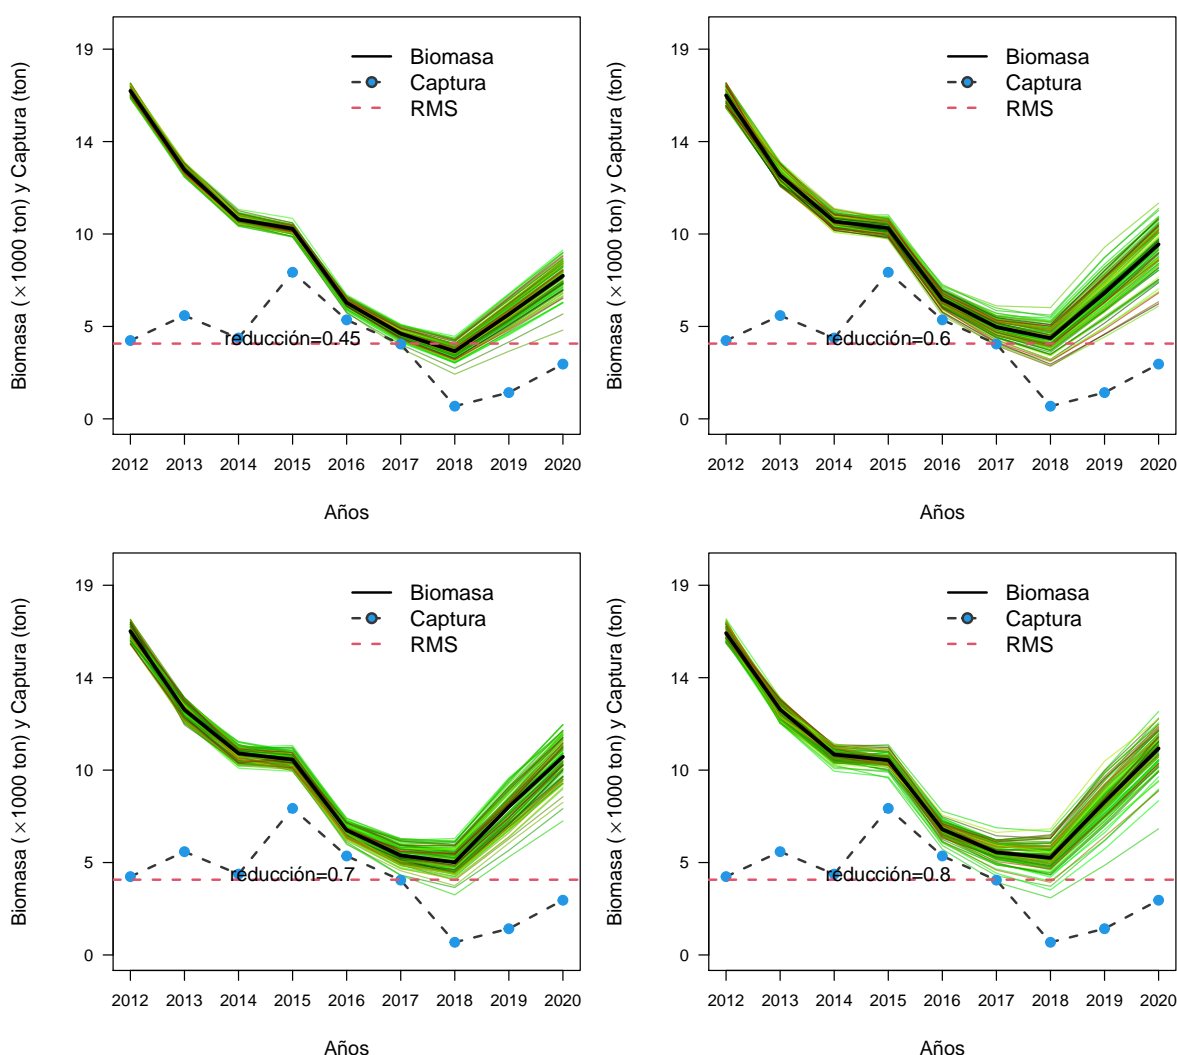 Biomasa (×1000 ton) y Captura (ton)
19
14
10
5
0
Biomasa
Captura
RMS
reducción=0.45
2012 2013 2014 2015 2016 2017 2018 2019 2020
Años
Biomasa (×1000 ton) y Captura (ton)
19
14
10
5
0
Biomasa
Captura
RMS
reducción=0.6
2012 2013 2014 2015 2016 2017 2018 2019 2020
Años
Biomasa (×1000 ton) y Captura (ton)
19
14
10
5
0
Biomasa
Captura
RMS
reducción=0.7
2012 2013 2014 2015 2016 2017 2018 2019 2020
Años
Biomasa (×1000 ton) y Captura (ton)
19
14
10
5
0
Biomasa
Captura
RMS
reducción=0.8
2012 2013 2014 2015 2016 2017 2018 2019 2020
Años